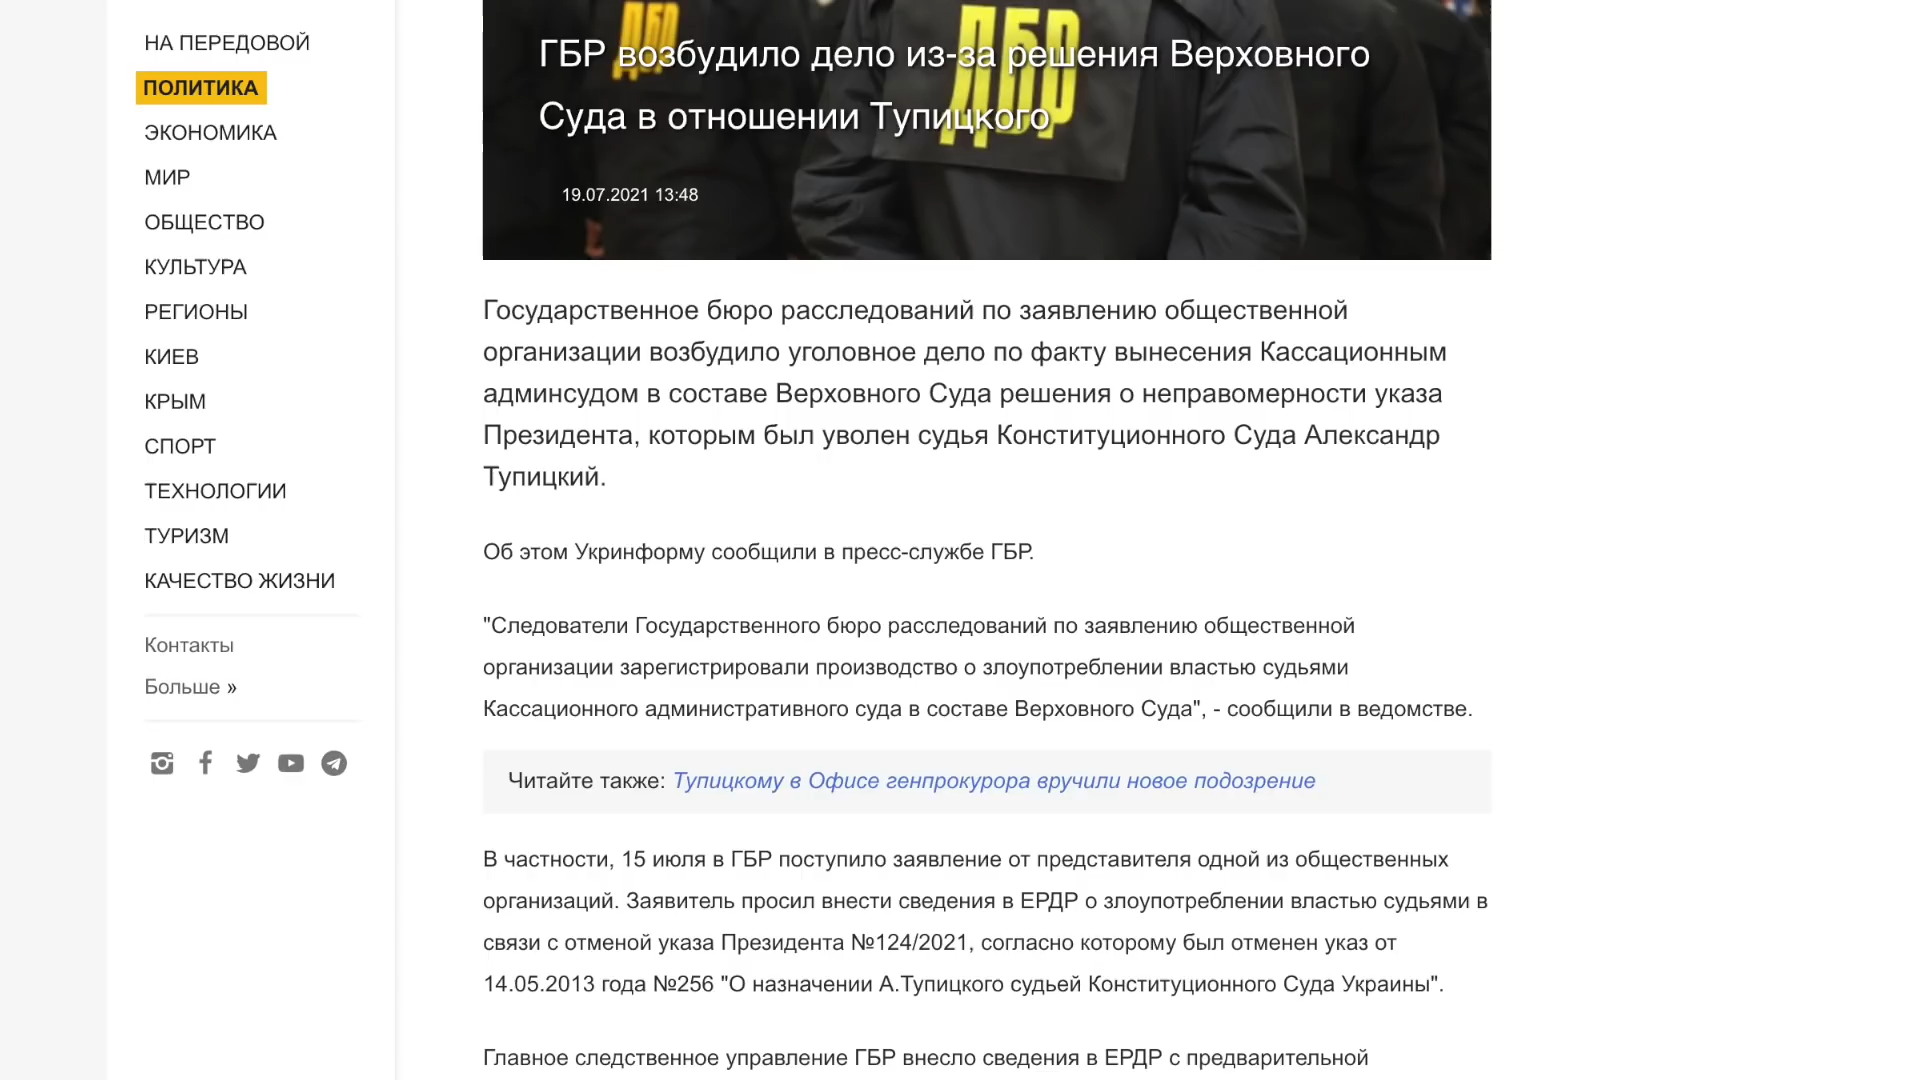 НА ПЕРЕДОВОЙ
ПОЛИТИКА
ЭКОНОМИКА
МИР
ОБЩЕСТВО
КУЛЬТУРА
РЕГИОНЫ
КИЕВ
КРЫМ
СПОРТ
ТЕХНОЛОГИИ
ТУРИЗМ
КАЧЕСТВО ЖИЗНИ
Контакты
Больше »
ДБР
ДБР
ГБР возбудило дело из-за решения Верховного
Суда в отношении Тупицкого
19.07.2021 13:48
Государственное бюро расследований по заявлению общественной
организации возбудило уголовное дело по факту вынесения Кассационным
админсудом в составе Верховного Суда решения о неправомерности указа
Президента, которым был уволен судья Конституционного Суда Александр
Тупицкий.
Об этом Укринформу сообщили в пресс-службе ГБР.
"Следователи Государственного бюро расследований по заявлению общественной
организации зарегистрировали производство о злоупотреблении властью судьями
Кассационного административного суда в составе Верховного Суда", - сообщили в ведомстве.
Читайте также: Тупицкому в Офисе генпрокурора вручили новое подозрение
В частности, 15 июля в ГБР поступило заявление от представителя одной из общественных
организаций. Заявитель просил внести сведения в ЕРДР о злоупотреблении властью судьями в
связи с отменой указа Президента №124/2021, согласно которому был отменен указ от
14.05.2013 года №256 "О назначении А.Тупицкого судьей Конституционного Суда Украины".
Главное следственное управление ГБР внесло сведения в ЕРДР с предварительной